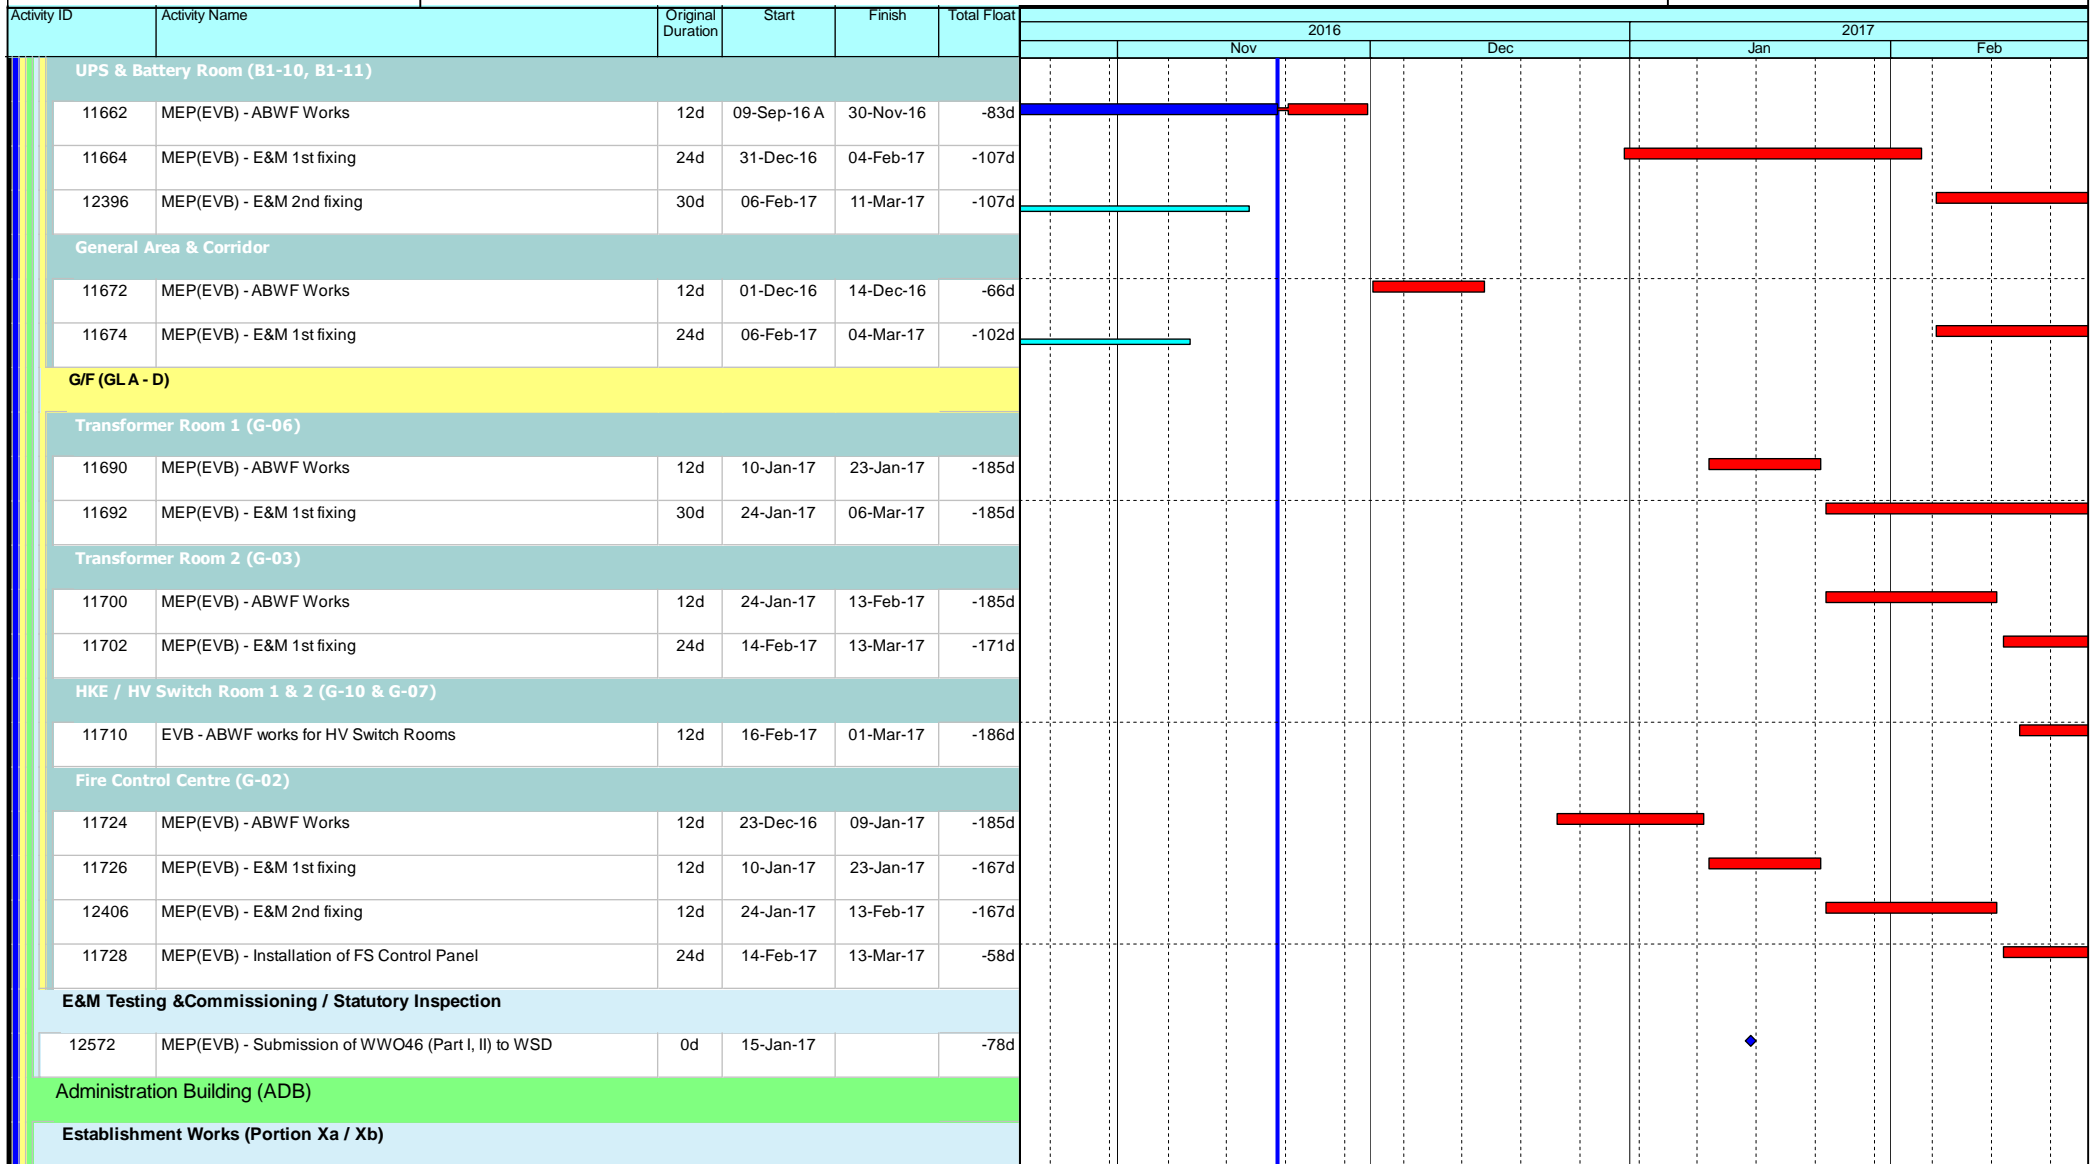 Activity ID Activity Name Original Duration Start Finish Total Float
2016 2017
Nov Dec Jan Feb
UPS & Battery Room (B1-10, B1-11)
11662 MEP(EVB) - ABWF Works 12d 09-Sep-16 A 30-Nov-16 -83d
11664 MEP(EVB) - E&M 1st fixing 24d 31-Dec-16 04-Feb-17 -107d
12396 MEP(EVB) - E&M 2nd fixing 30d 06-Feb-17 11-Mar-17 -107d
General Area & Corridor
11672 MEP(EVB) - ABWF Works 12d 01-Dec-16 14-Dec-16 -66d
11674 MEP(EVB) - E&M 1st fixing 24d 06-Feb-17 04-Mar-17 -102d
G/F (GL A - D)
Transformer Room 1 (G-06)
11690 MEP(EVB) - ABWF Works 12d 10-Jan-17 23-Jan-17 -185d
11692 MEP(EVB) - E&M 1st fixing 30d 24-Jan-17 06-Mar-17 -185d
Transformer Room 2 (G-03)
11700 MEP(EVB) - ABWF Works 12d 24-Jan-17 13-Feb-17 -185d
11702 MEP(EVB) - E&M 1st fixing 24d 14-Feb-17 13-Mar-17 -171d
HKE / HV Switch Room 1 & 2 (G-10 & G-07)
11710 EVB - ABWF works for HV Switch Rooms 12d 16-Feb-17 01-Mar-17 -186d
Fire Control Centre (G-02)
11724 MEP(EVB) - ABWF Works 12d 23-Dec-16 09-Jan-17 -185d
11726 MEP(EVB) - E&M 1st fixing 12d 10-Jan-17 23-Jan-17 -167d
12406 MEP(EVB) - E&M 2nd fixing 12d 24-Jan-17 13-Feb-17 -167d
11728 MEP(EVB) - Installation of FS Control Panel 24d 14-Feb-17 13-Mar-17 -58d
E&M Testing &Commissioning / Statutory Inspection
12572 MEP(EVB) - Submission of WWO46 (Part I, II) to WSD 0d 15-Jan-17 -78d
Administration Building (ADB)
Establishment Works (Portion Xa / Xb)